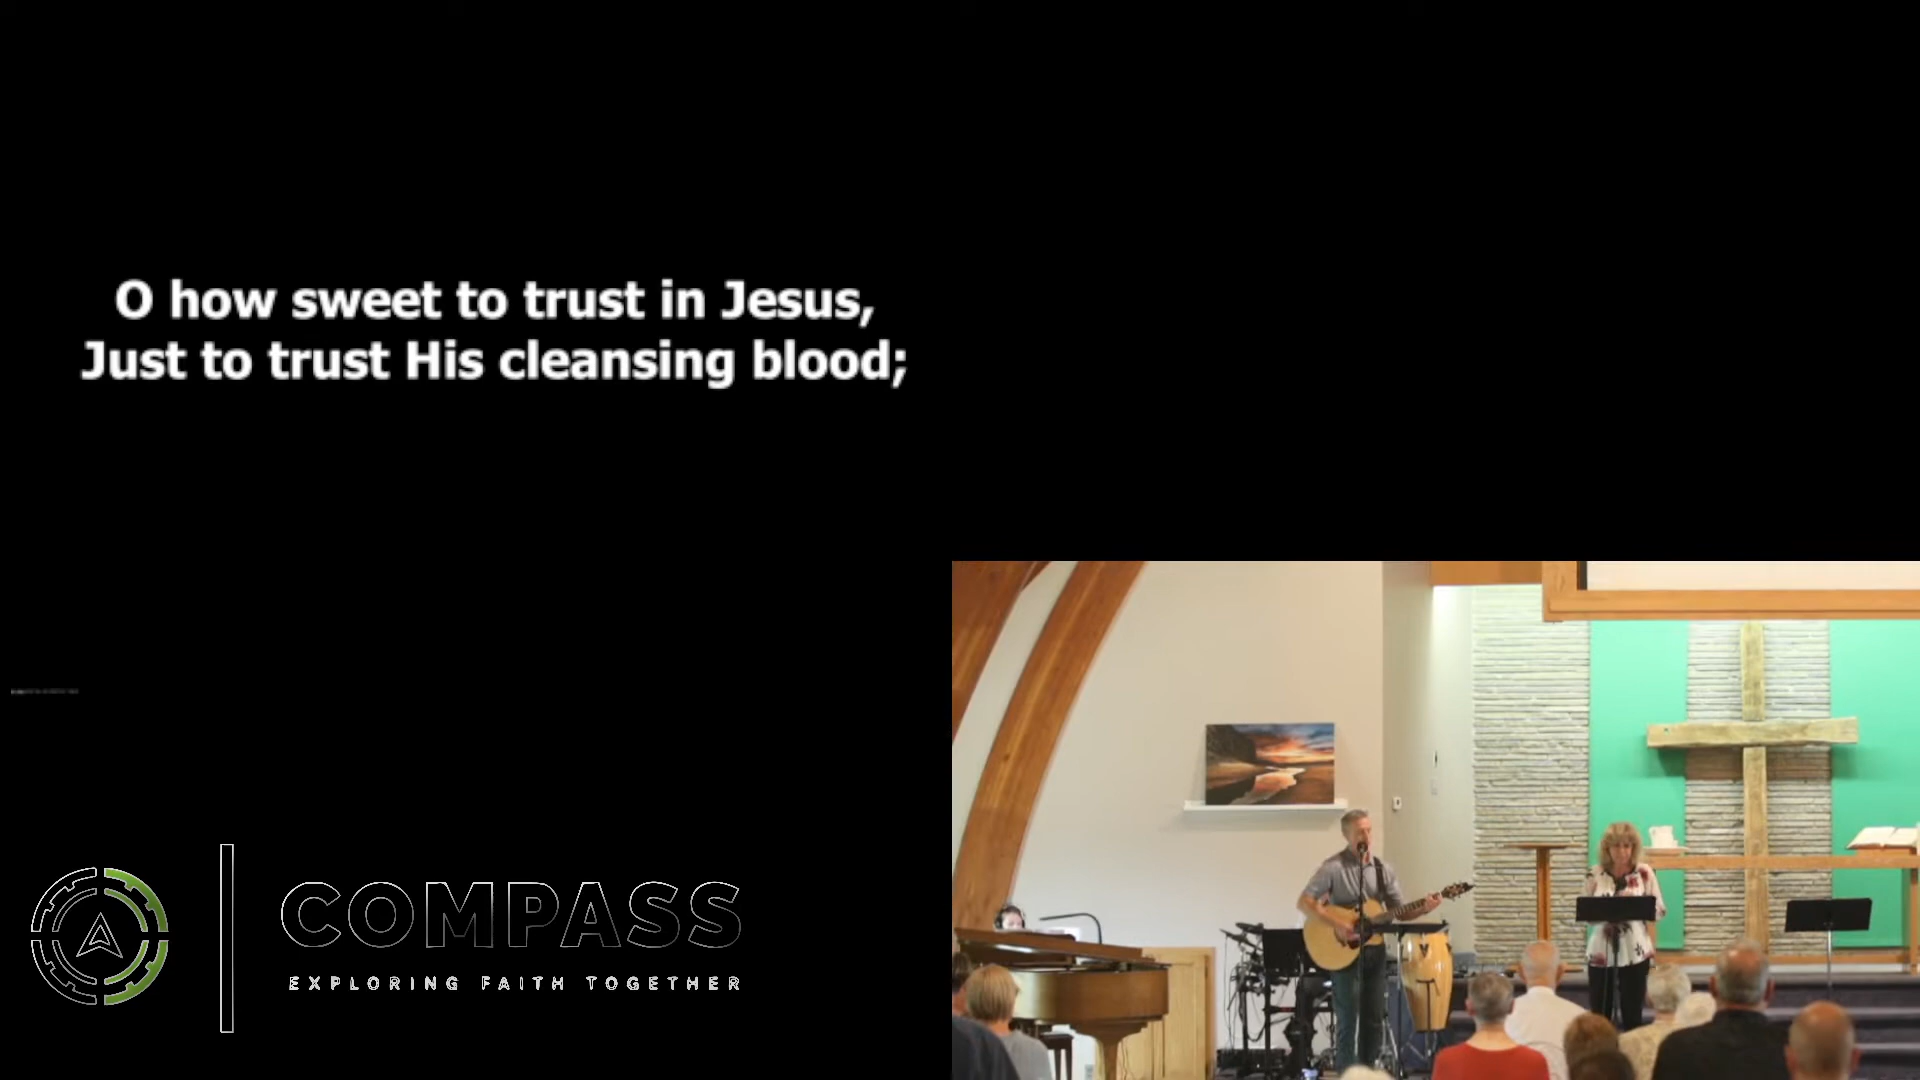 O how sweet to trust in Jesus,
Just to trust His cleansing blood;
COMPASS
EXPLORING FAITH TOGETHER